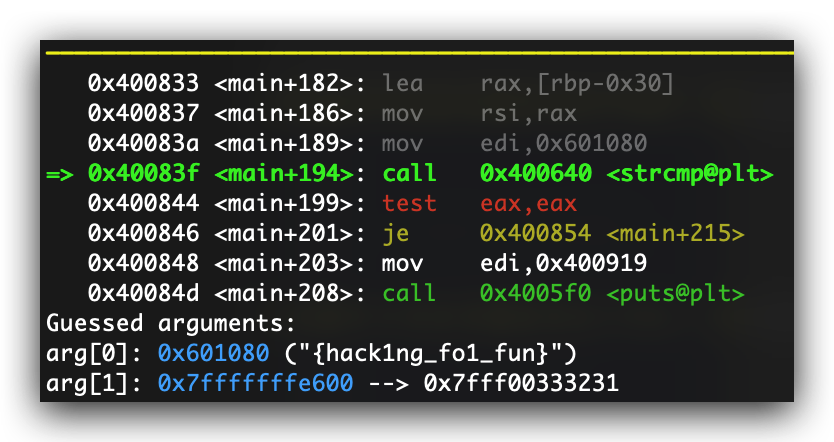 0x400833 <main+182>: lea    rax,[rbp-0x30]
0x400837 <main+186>: mov    rsi,rax
0x40083a <main+189>: mov    edi,0x601080
=> 0x40083f <main+194>: call   0x400640 <strcmp@plt>
0x400844 <main+199>: test   eax,eax
0x400846 <main+201>: je     0x400854 <main+215>
0x400848 <main+203>: mov    edi,0x400919
0x40084d <main+208>: call   0x4005f0 <puts@plt>
Guessed arguments:
arg[0]: 0x601080 ("{hack1ng_fo1_fun}")
arg[1]: 0x7fffffffe600 --> 0x7fff00333231